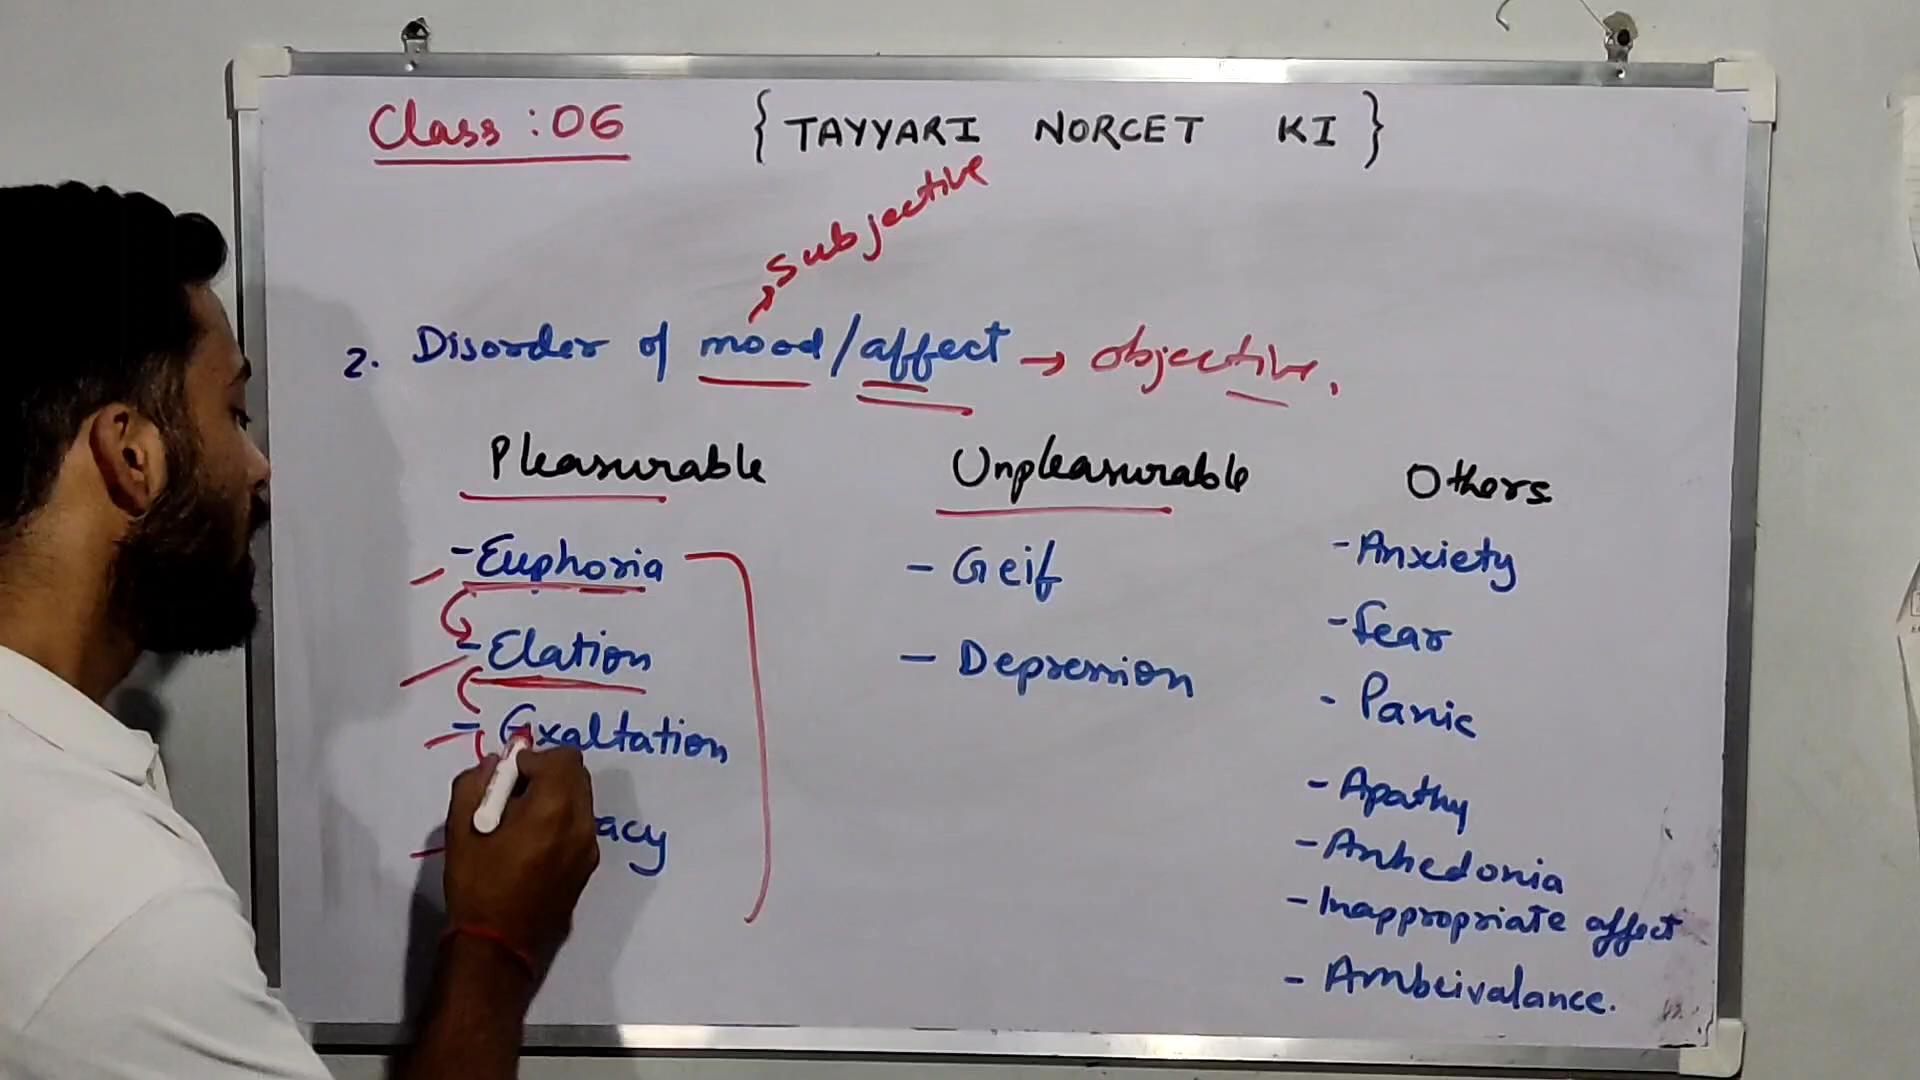 Class : 06
{ TAYYARI NORCET KI }
subjective
2. Disorder of mood / affect → objective.
Pleasurable
- Euphoria
- Elation
- Exaltation
Unpleasurable
- Geif
- Depression
Others
- Anxiety
- fear
- Panic
- Apathy
- Anhedonia
- Inappropriate affect
- Ambeivalance.